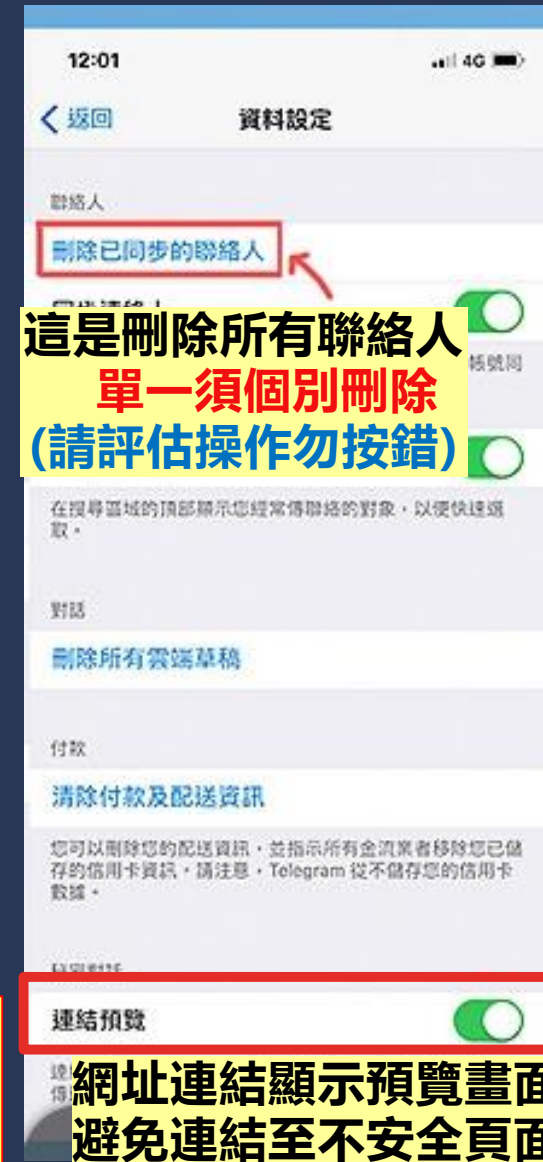 12:01
4G
返回
資料設定
聯絡人
刪除已同步的聯絡人
這是刪除所有聯絡人
帳號同
單一須個別刪除
(請評估操作勿按錯)
在搜尋區域的頂部顯示您經常傳聯絡的對象,以便快速選
取。
對話
刪除所有雲端草稿
付款
清除付款及配送資訊
您可以刪除您的配送資訊,並指示所有金流業者移除您已儲
存的信用卡資訊。請注意,Telegram 從不儲存您的信用卡
數據。
連結預覽
網址連結顯示預覽畫面
避免連結至不安全頁面